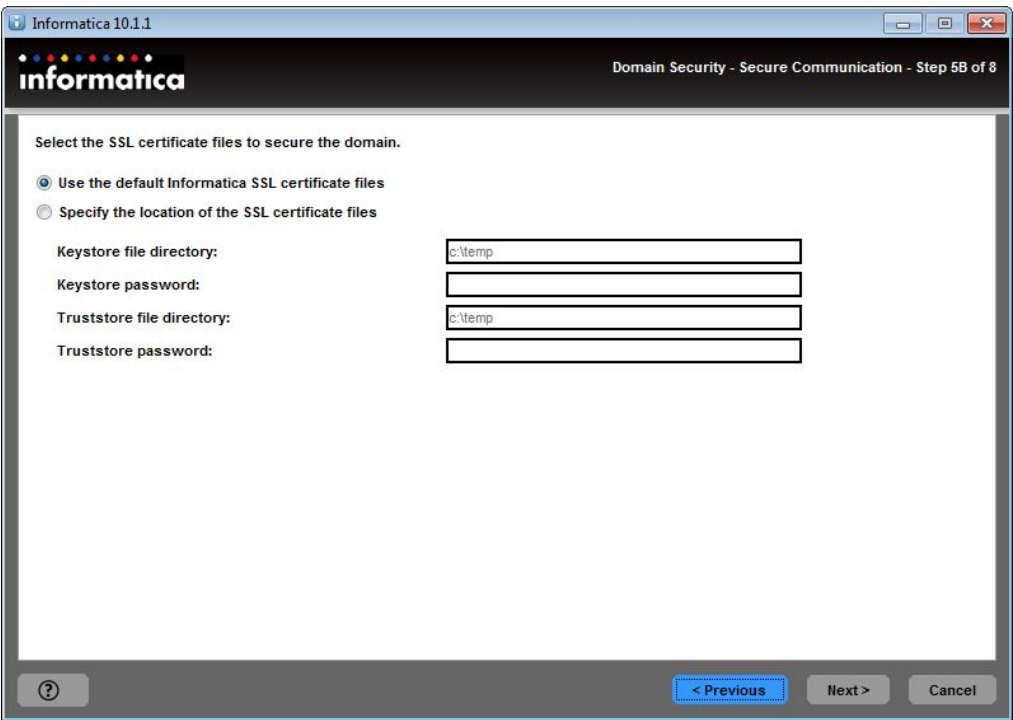 Informatica 10.1.1
informatica
Domain Security - Secure Communication - Step 5B of 8
Select the SSL certificate files to secure the domain.
Use the default Informatica SSL certificate files
Specify the location of the SSL certificate files
Keystore file directory: c:\temp
Keystore password:
Truststore file directory: c:\temp
Truststore password:
? < Previous Next > Cancel